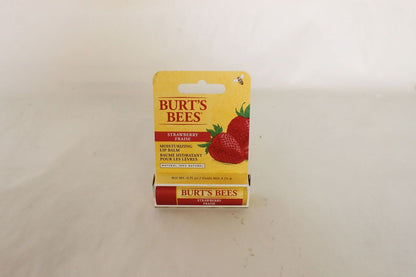 BURT'S
BEES
STRAWBERRY
FRAISE
MOISTURIZING
LIP BALM
BAUME HYDRATANT
POUR LES LÈVRES
BURT'S BEES
STRAWBERRY
FRAISE